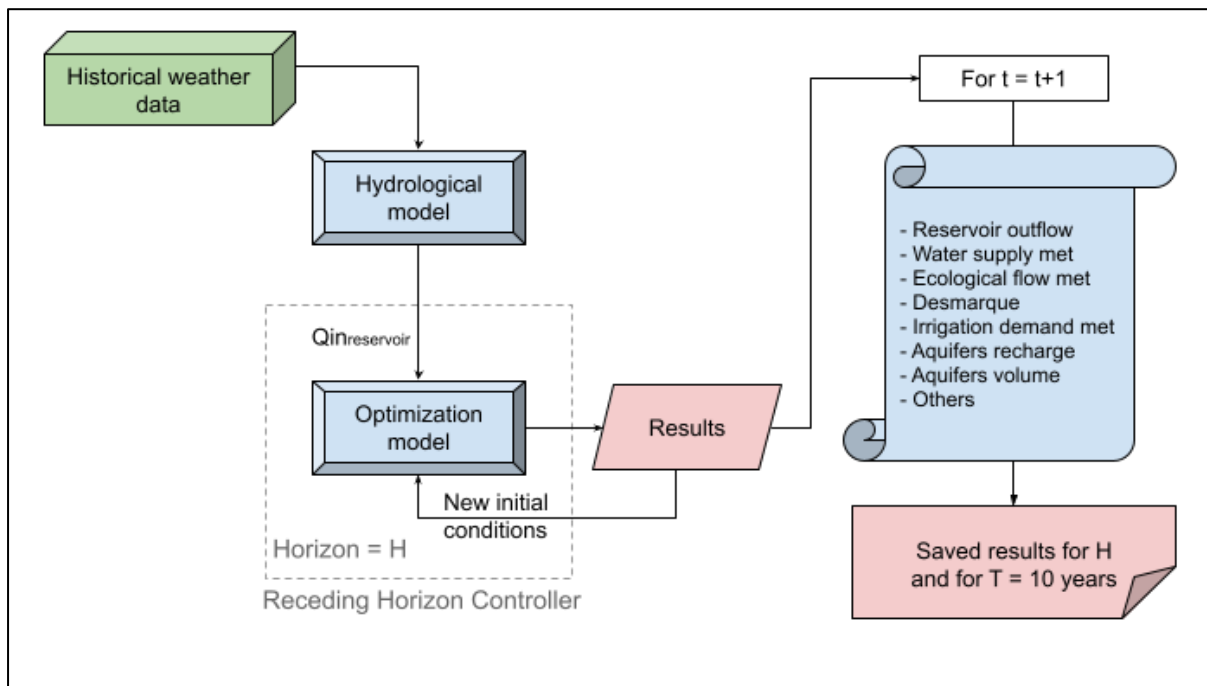 Historical weather
data
Hydrological
model
Qinreservoir
Optimization
model
Results
New initial
conditions
Horizon = H
Receding Horizon Controller
For t = t+1
- Reservoir outflow
- Water supply met
- Ecological flow met
- Desmarque
- Irrigation demand met
- Aquifers recharge
- Aquifers volume
- Others
Saved results for H
and for T = 10 years